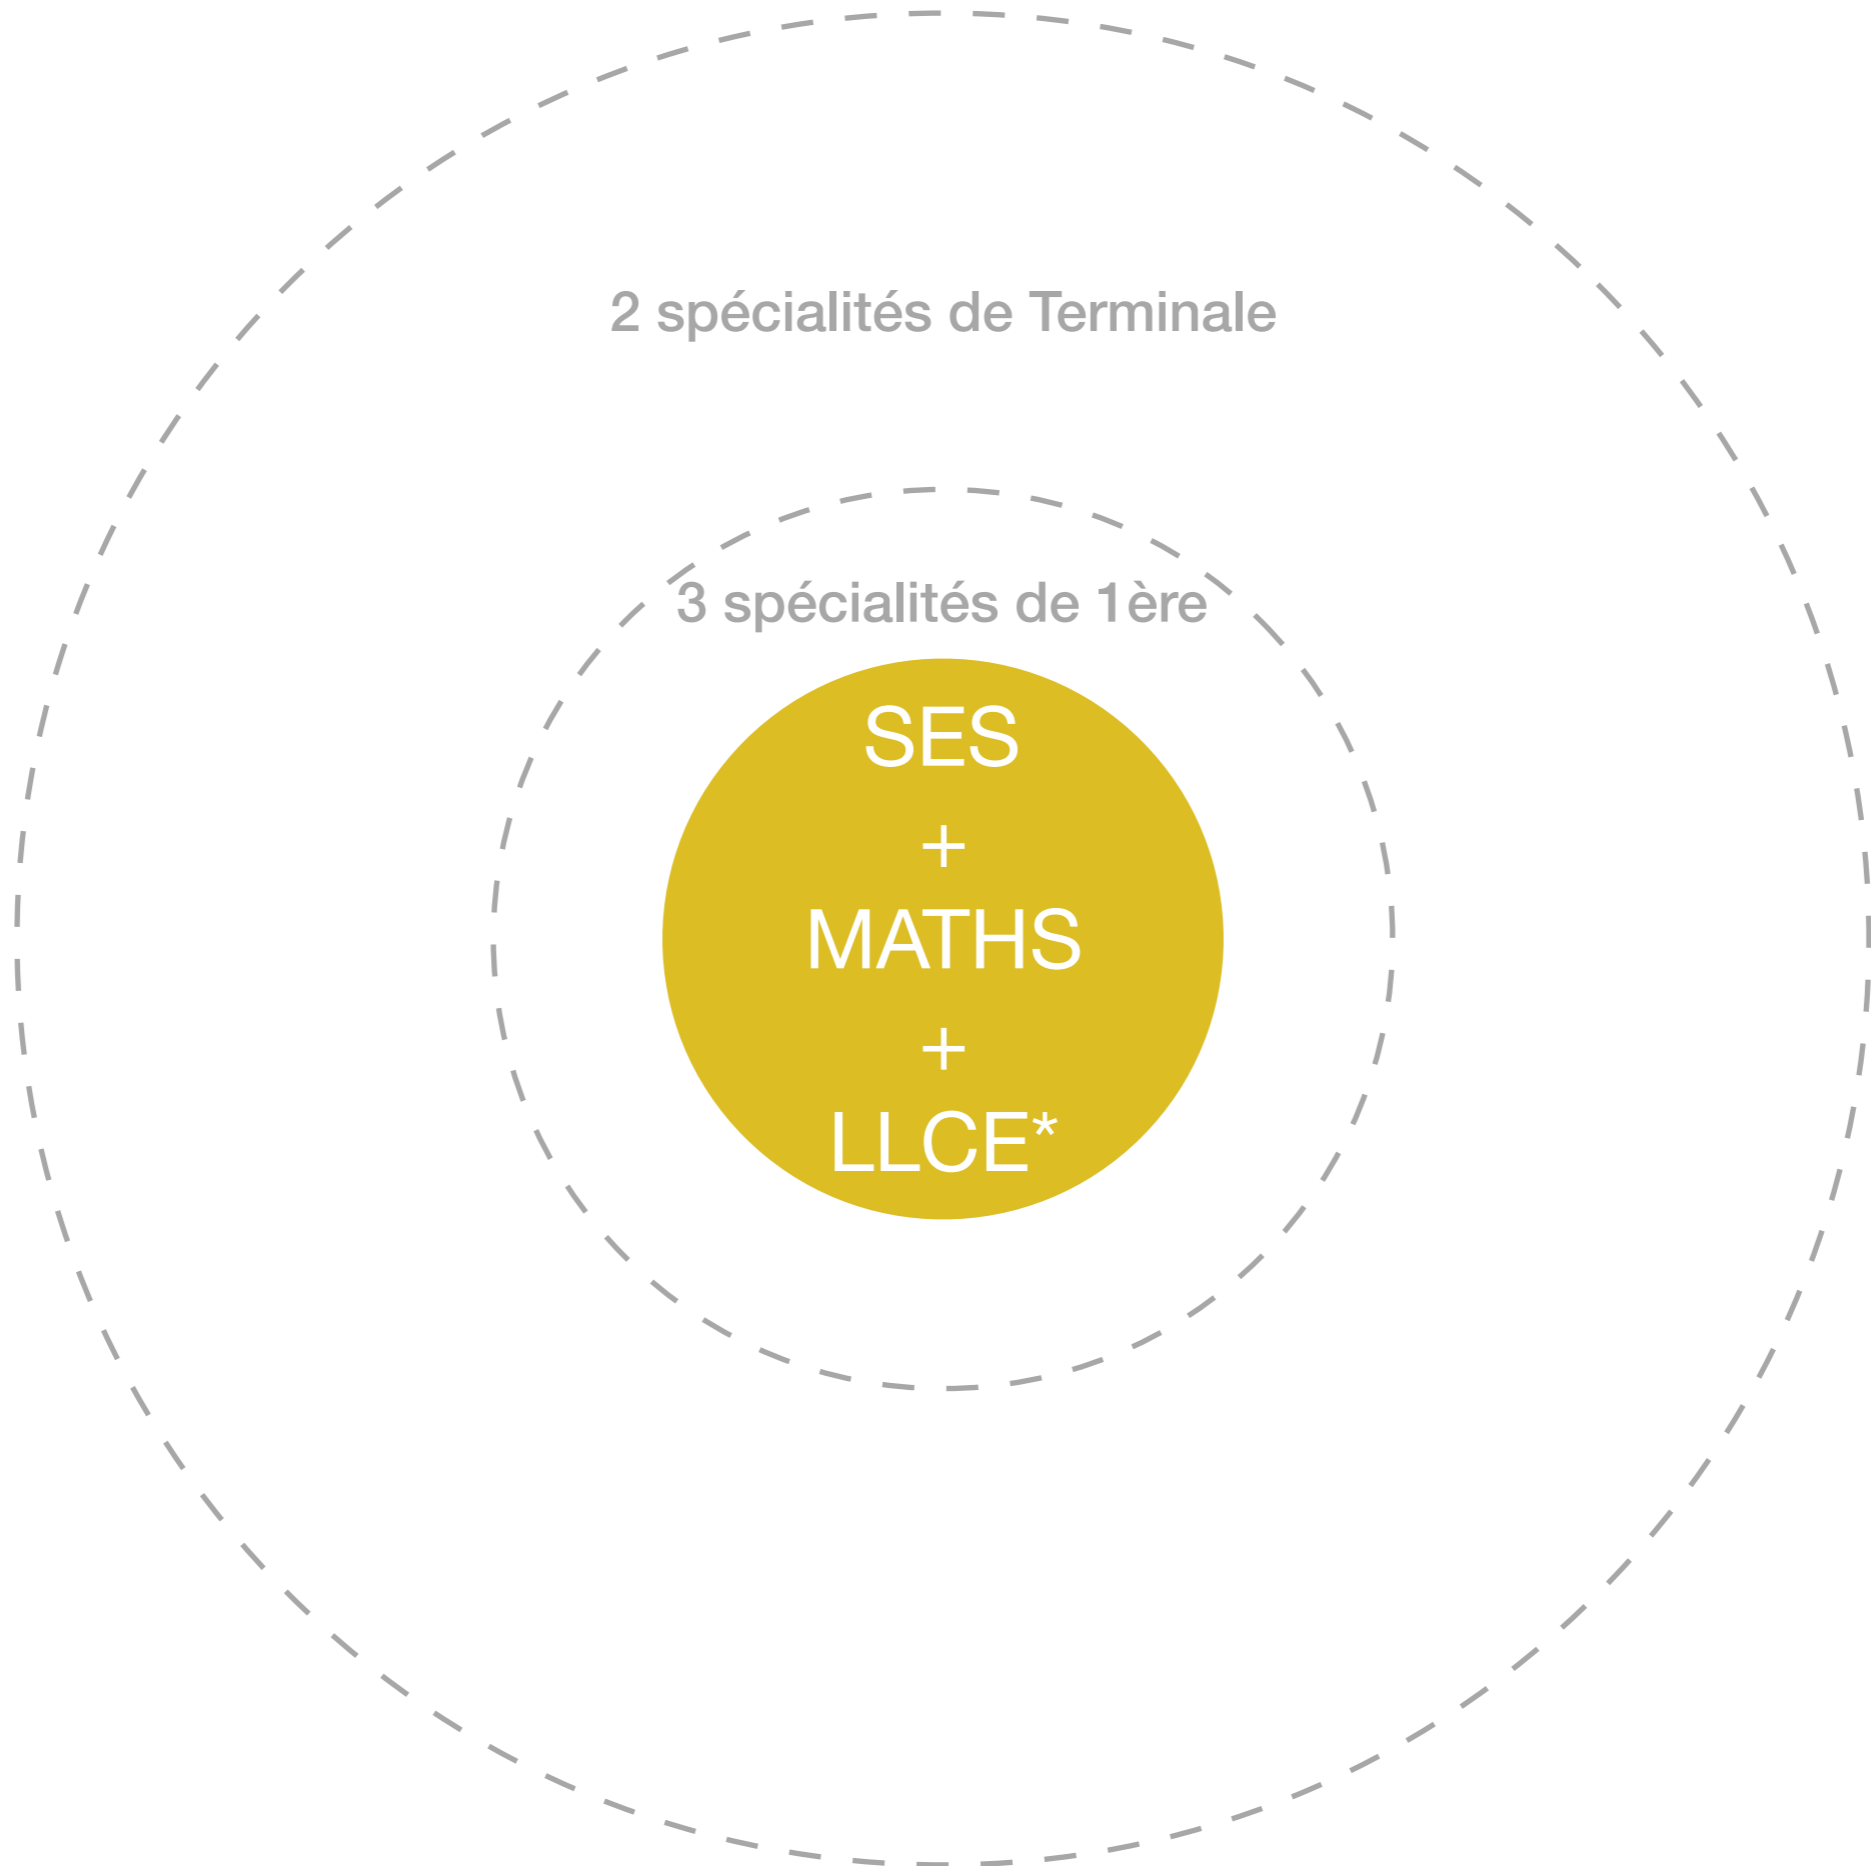 2 spécialités de Terminale
3 spécialités de 1ère
SES
+
MATHS
+
LLCE*